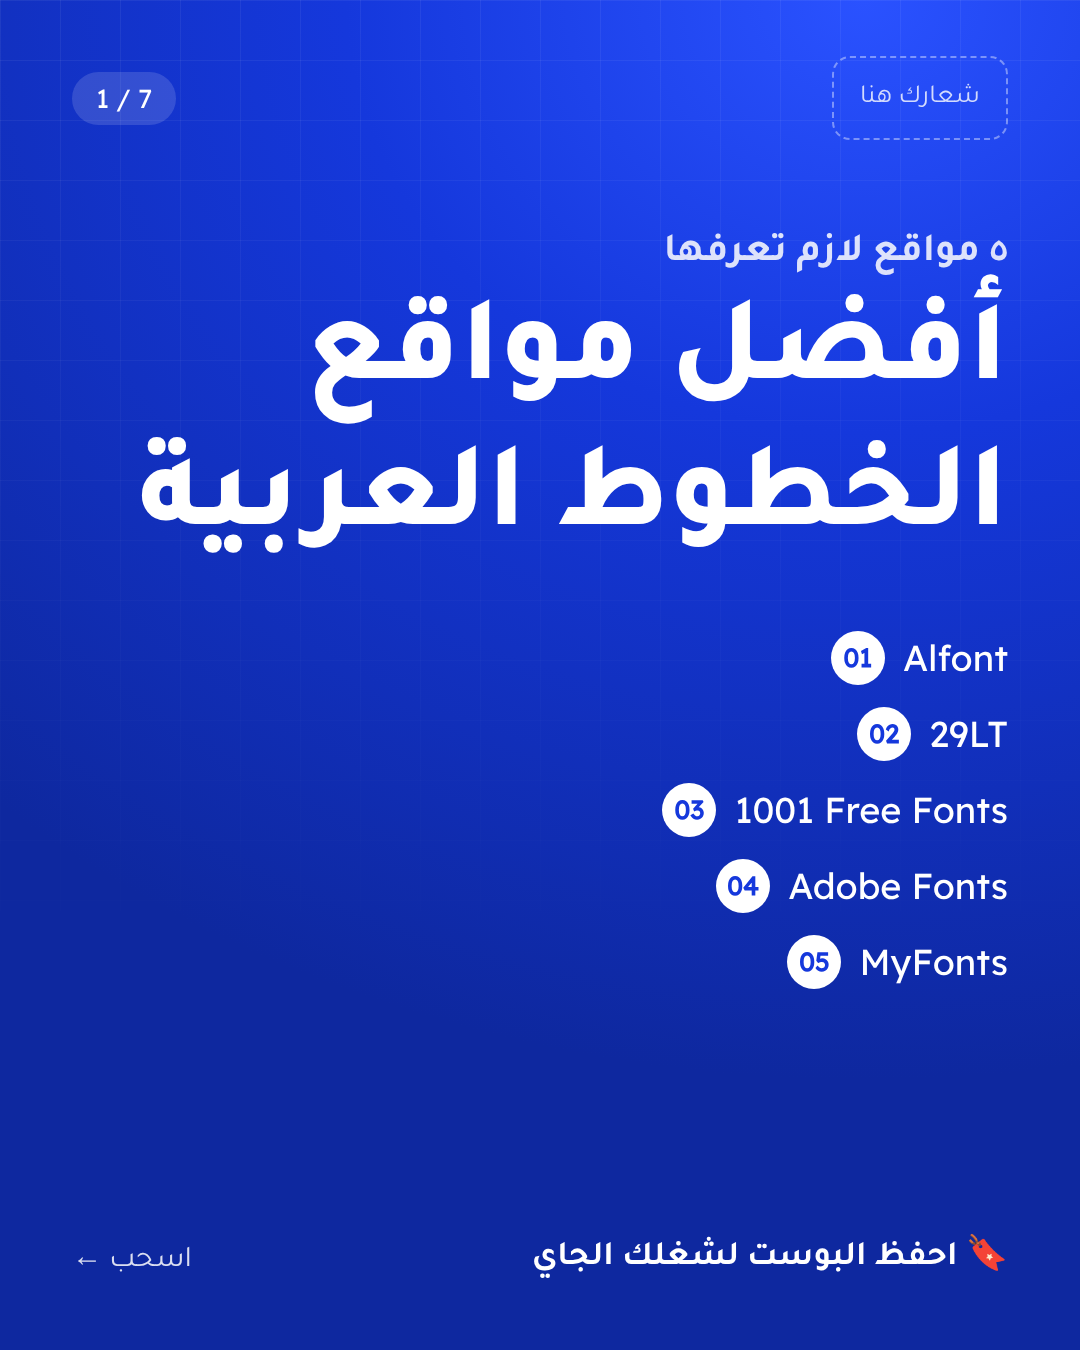 شعارك هنا
1 / 7
٥ مواقع لازم تعرفها
أفضل مواقع
الخطوط العربية
01 Alfont
02 29LT
03 1001 Free Fonts
04 Adobe Fonts
05 MyFonts
🔖 احفظ البوست لشغلك الجاي
اسحب ←